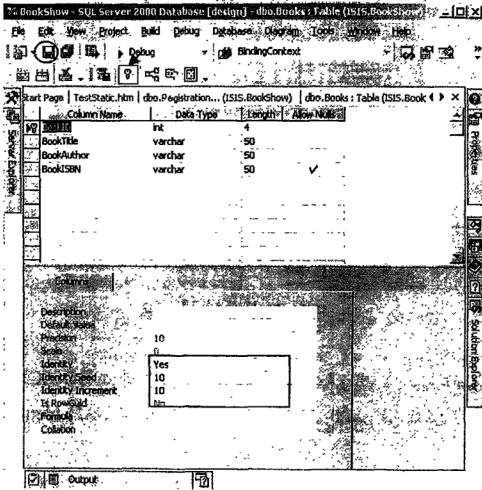 BookShow - SQL Server 2000 Database [design] - dbo.Books : Table (ISIS.BookShow)
File Edit View Project Build Debug Database Diagram Tools Window Help
Debug BindingContext
Start Page TestStatic.htm dbo.Registration... (ISIS.BookShow) dbo.Books : Table (ISIS.Book
Column Name Data Type Length Allow Nulls
int 4
BookTitle varchar 50
BookAuthor varchar 50
BookISBN varchar 50
Server Explorer
Properties
Solution Explorer
Columns
Description
Default Value
Precision 10
Scale 0
Identity Yes
Identity Seed 10
Identity Increment 10
Is RowGuid No
Formula
Collation
Output